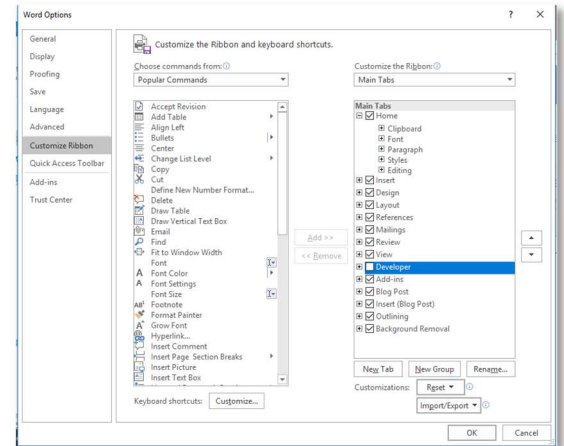 Word Options
?
General
Display
Proofing
Save
Language
Advanced
Customize Ribbon
Quick Access Toolbar
Add-ins
Trust Center
Customize the Ribbon and keyboard shortcuts.
Choose commands from:
Popular Commands
Accept Revision
Add Table
Align Left
Bullets
Center
Change List Level
Copy
Cut
Define New Number Format...
Delete
Draw Table
Draw Vertical Text Box
Email
Find
Fit to Window Width
Font
Font Color
Font Settings
Font Size
Footnote
Format Painter
Grow Font
Hyperlink...
Insert Comment
Insert Page Section Breaks
Insert Picture
Insert Text Box
Keyboard shortcuts: Customize...
Add >>
<< Remove
Customize the Ribbon:
Main Tabs
Main Tabs
Home
Clipboard
Font
Paragraph
Styles
Editing
Insert
Design
Layout
References
Mailings
Review
View
Developer
Add-ins
Blog Post
Insert (Blog Post)
Outlining
Background Removal
New Tab New Group Rename...
Customizations: Reset
Import/Export
OK Cancel